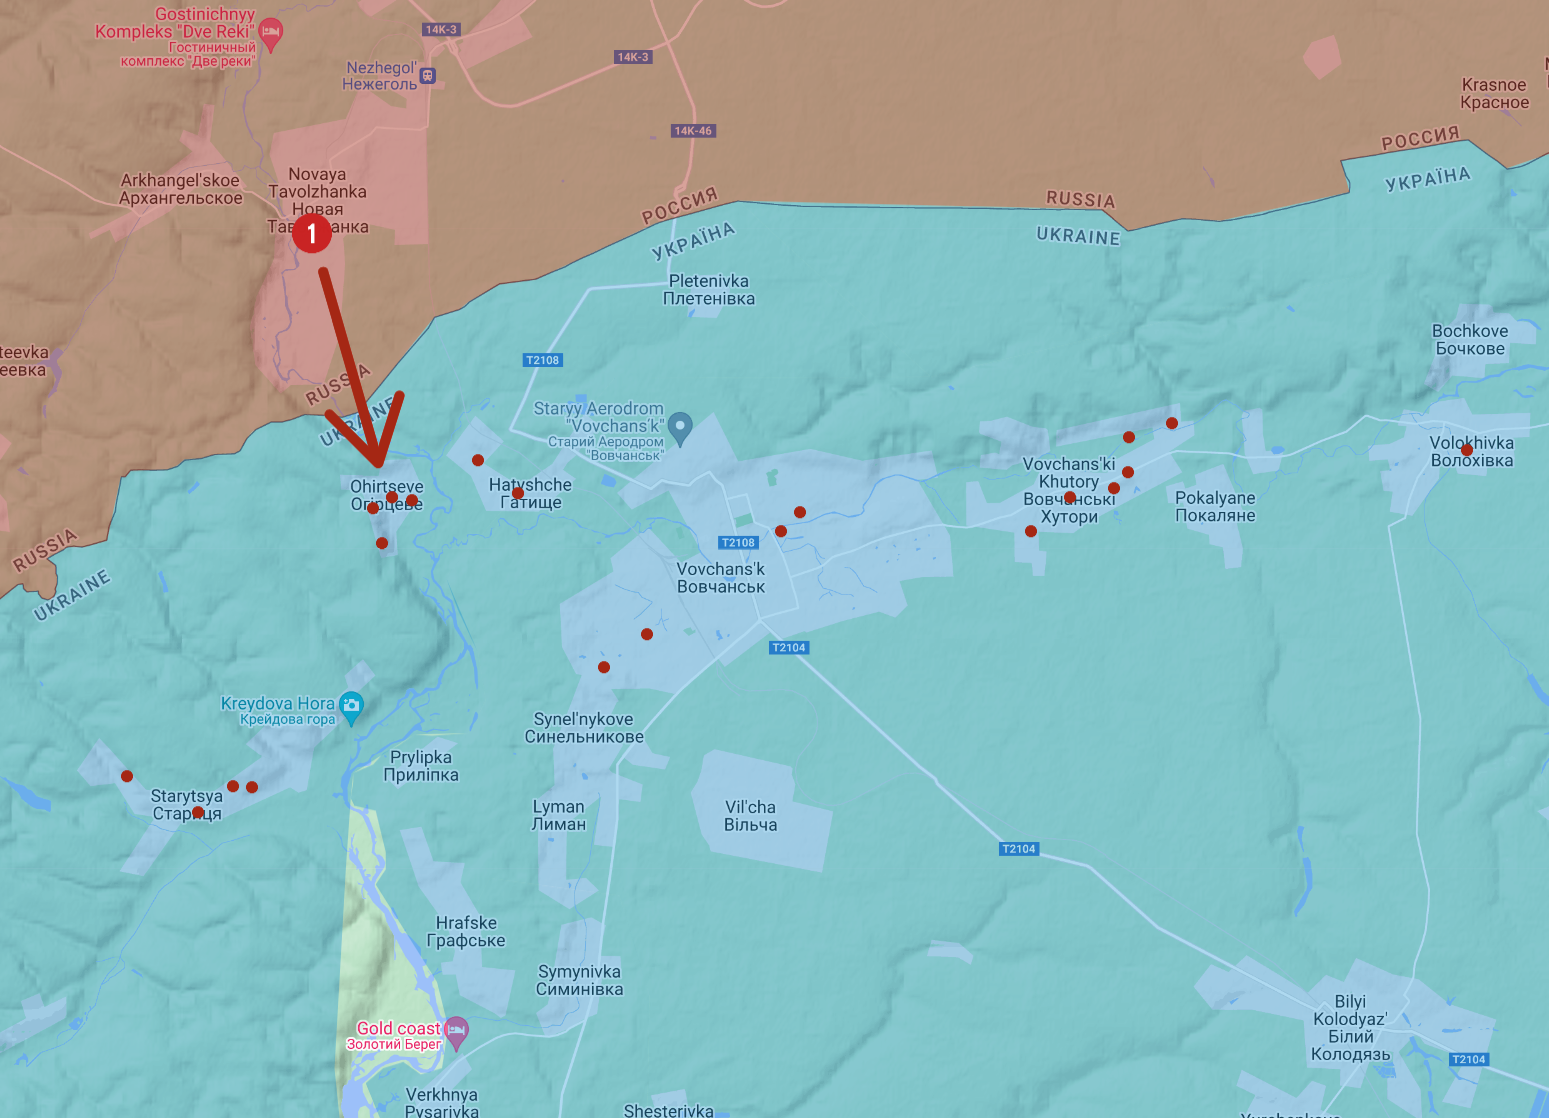 Gostinichnyy
Kompleks "Dve Reki"
Гостиничный
комплекс "Две реки"
14K-3
14K-3
Nezhegol'
Нежеголь
14K-46
Krasnoe
Красное
РОССИЯ
УКРАЇНА
Arkhangel'skoe
Архангельское
Novaya
Tavolzhanka
Новая
1
РОССИЯ
УКРАЇНА
RUSSIA
UKRAINE
Pletenivka
Плетенівка
Bochkove
Бочкове
teevka
еевка
T2108
RUSSIA
UKRAINE
Staryy Aerodrom
"Vovchans'k"
Старий Аеродром
"Вовчанськ"
Volokhivka
Волохівка
Vovchans'ki
Khutory
Вовчанські
Хутори
Pokalyane
Покаляне
Ohirtseve
Огірцеве
Hatyshche
Гатище
RUSSIA
UKRAINE
T2108
Vovchans'k
Вовчанськ
T2104
Kreydova Hora
Крейдова гора
Synel'nykove
Синельникове
Prylipka
Приліпка
Starytsya
Стариця
Lyman
Лиман
Vil'cha
Вільча
T2104
Hrafske
Графське
Symynivka
Симинівка
Bilyi
Kolodyaz'
Білий
Колодязь
Gold coast
Золотий Берег
T2104
Verkhnya
Pysarivka
Shesterivka